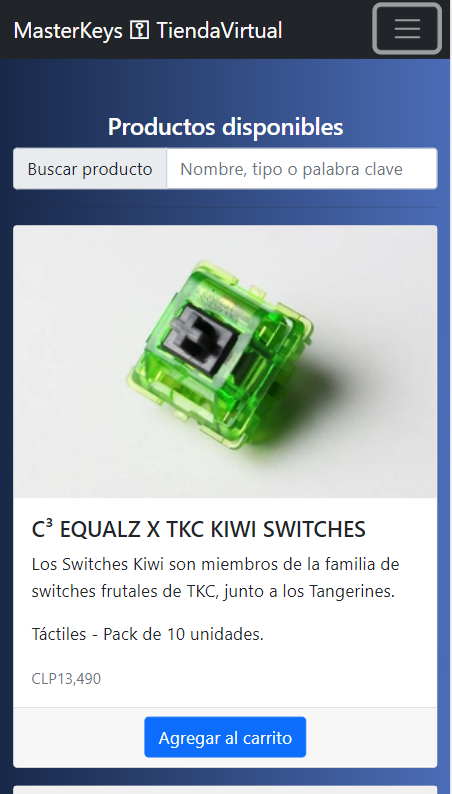 MasterKeys ⚿ TiendaVirtual
Productos disponibles
Buscar producto Nombre, tipo o palabra clave
C³ EQUALZ X TKC KIWI SWITCHES
Los Switches Kiwi son miembros de la familia de
switches frutales de TKC, junto a los Tangerines.
Táctiles - Pack de 10 unidades.
CLP13,490
Agregar al carrito